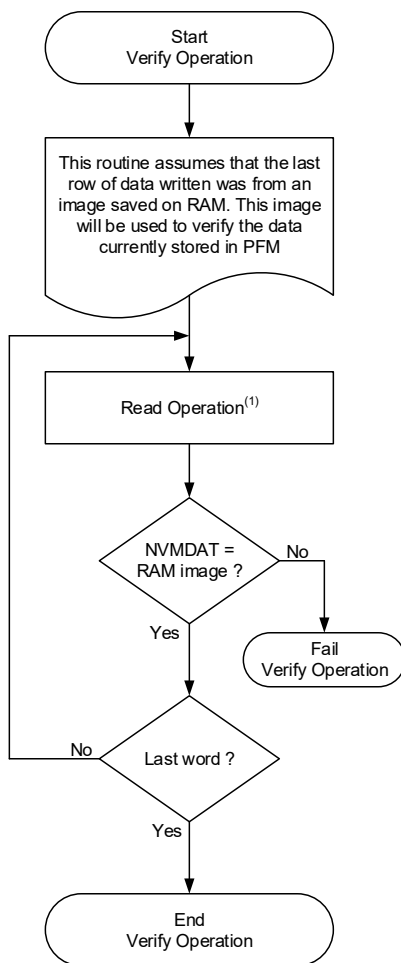 Start
Verify Operation
This routine assumes that the last
row of data written was from an
image saved on RAM. This image
will be used to verify the data
currently stored in PFM
Read Operation(1)
NVMDAT =
RAM image ?
No
Yes
Fail
Verify Operation
No
Last word ?
Yes
End
Verify Operation